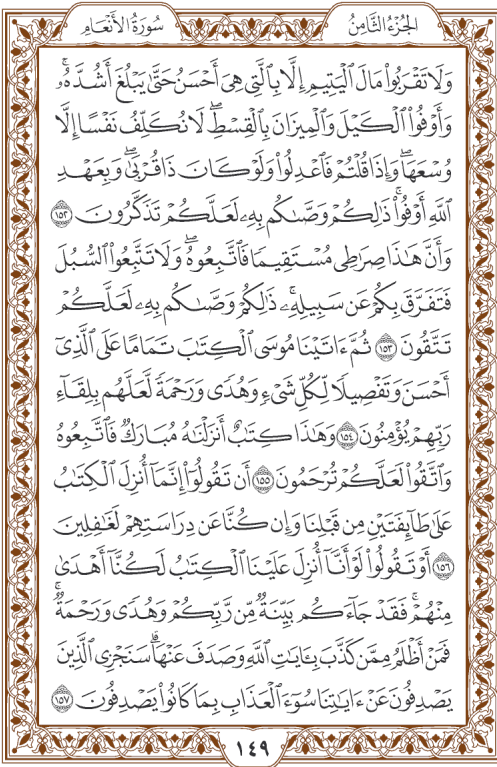 الجُزْءُ الثَّامِنُ
سُورَةُ الأَنْعَامِ
وَلَا تَقْرَبُواْ مَالَ ٱلْيَتِيمِ إِلَّا بِٱلَّتِى هِىَ أَحْسَنُ حَتَّىٰ يَبْلُغَ أَشُدَّهُۥۚ
وَأَوْفُواْ ٱلْكَيْلَ وَٱلْمِيزَانَ بِٱلْقِسْطِۖ لَا نُكَلِّفُ نَفْسًا إِلَّا
وُسْعَهَاۖ وَإِذَا قُلْتُمْ فَٱعْدِلُواْ وَلَوْ كَانَ ذَا قُرْبَىٰۖ وَبِعَهْدِ
ٱللَّهِ أَوْفُواْۚ ذَٰلِكُمْ وَصَّىٰكُم بِهِۦ لَعَلَّكُمْ تَذَكَّرُونَ ١٥٢
وَأَنَّ هَٰذَا صِرَٰطِى مُسْتَقِيمًا فَٱتَّبِعُوهُۖ وَلَا تَتَّبِعُواْ ٱلسُّبُلَ
فَتَفَرَّقَ بِكُمْ عَن سَبِيلِهِۦۚ ذَٰلِكُمْ وَصَّىٰكُم بِهِۦ لَعَلَّكُمْ
تَتَّقُونَ ١٥٣ ثُمَّ ءَاتَيْنَا مُوسَى ٱلْكِتَٰبَ تَمَامًا عَلَى ٱلَّذِىٓ
أَحْسَنَ وَتَفْصِيلًا لِّكُلِّ شَىْءٍ وَهُدًى وَرَحْمَةً لَّعَلَّهُم بِلِقَآءِ
رَبِّهِمْ يُؤْمِنُونَ ١٥٤ وَهَٰذَا كِتَٰبٌ أَنزَلْنَٰهُ مُبَارَكٌ فَٱتَّبِعُوهُ
وَٱتَّقُواْ لَعَلَّكُمْ تُرْحَمُونَ ١٥٥ أَن تَقُولُوٓاْ إِنَّمَآ أُنزِلَ ٱلْكِتَٰبُ
عَلَىٰ طَآئِفَتَيْنِ مِن قَبْلِنَا وَإِن كُنَّا عَن دِرَاسَتِهِمْ لَغَٰفِلِينَ
١٥٦ أَوْ تَقُولُواْ لَوْ أَنَّآ أُنزِلَ عَلَيْنَا ٱلْكِتَٰبُ لَكُنَّآ أَهْدَىٰ
مِنْهُمْۚ فَقَدْ جَآءَكُم بَيِّنَةٌ مِّن رَّبِّكُمْ وَهُدًى وَرَحْمَةٌۚ
فَمَنْ أَظْلَمُ مِمَّن كَذَّبَ بِـَٔايَٰتِ ٱللَّهِ وَصَدَفَ عَنْهَاۗ سَنَجْزِى ٱلَّذِينَ
يَصْدِفُونَ عَنْ ءَايَٰتِنَا سُوٓءَ ٱلْعَذَابِ بِمَا كَانُواْ يَصْدِفُونَ ١٥٧
١٤٩